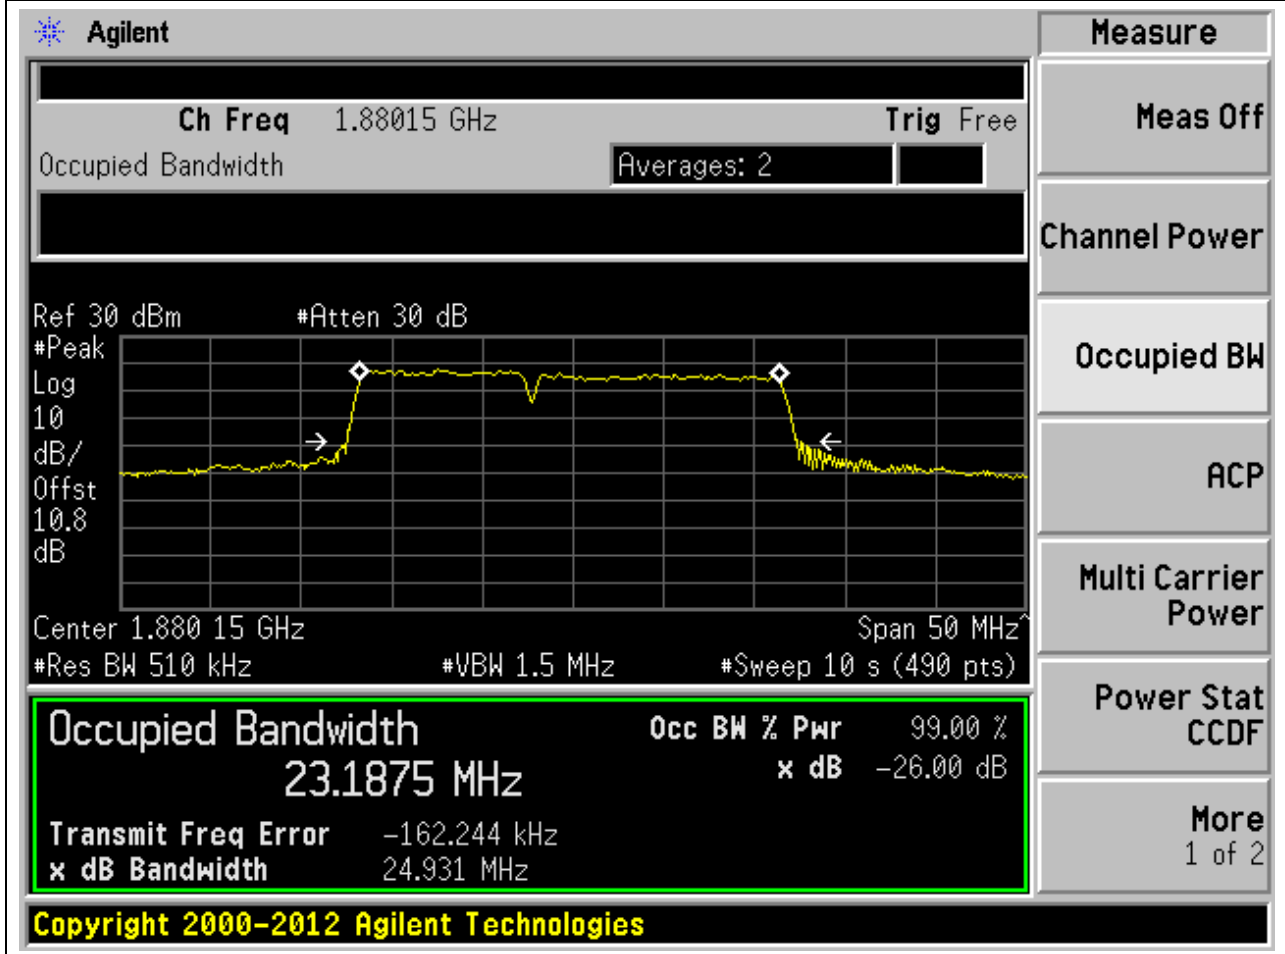 Agilent
Measure
Ch Freq 1.88015 GHz Trig Free
Meas Off
Occupied Bandwidth Averages: 2
Channel Power
Ref 30 dBm #Atten 30 dB
#Peak
Log
10
dB/
Offst
10.8
dB
Occupied BW
ACP
Center 1.880 15 GHz Span 50 MHz^
#Res BW 510 kHz #VBW 1.5 MHz #Sweep 10 s (490 pts)
Multi Carrier
Power
Occupied Bandwidth Occ BW % Pwr 99.00 %
23.1875 MHz x dB -26.00 dB
Transmit Freq Error -162.244 kHz
x dB Bandwidth 24.931 MHz
Power Stat
CCDF
More
1 of 2
Copyright 2000-2012 Agilent Technologies